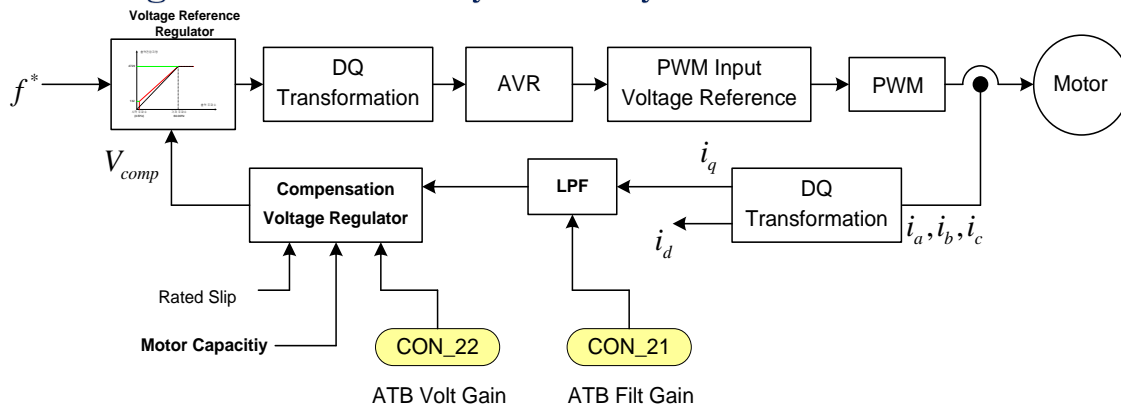 Voltage Reference
Regulator
f*
DQ
Transformation
AVR
PWM Input
Voltage Reference
PWM
Motor
V_comp
Compensation
Voltage Regulator
LPF
i_q
i_d
DQ
Transformation
i_a, i_b, i_c
Rated Slip
Motor Capacitiy
CON_22
CON_21
ATB Volt Gain
ATB Filt Gain